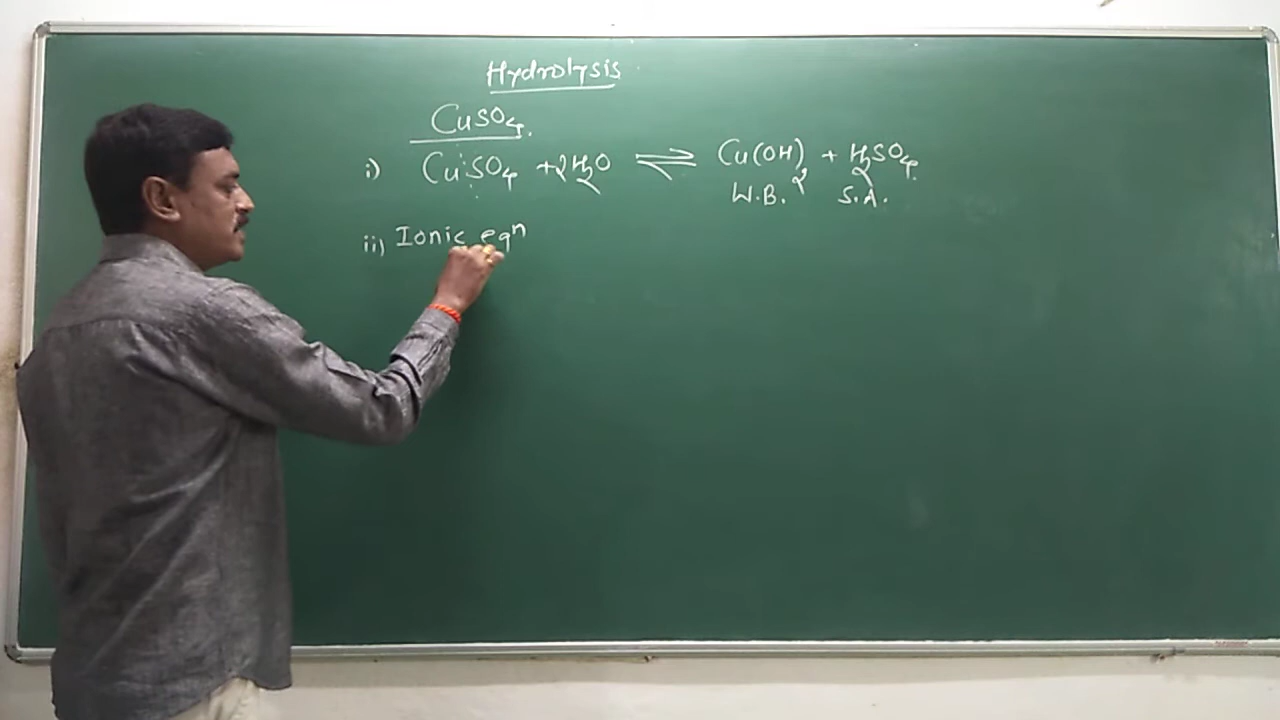 Hydrolysis
CuSO₄.
i) CuSO₄ + 2H₂O ⇌ Cu(OH)₂ + H₂SO₄.
W.B. S.A.
ii) Ionic eqⁿ